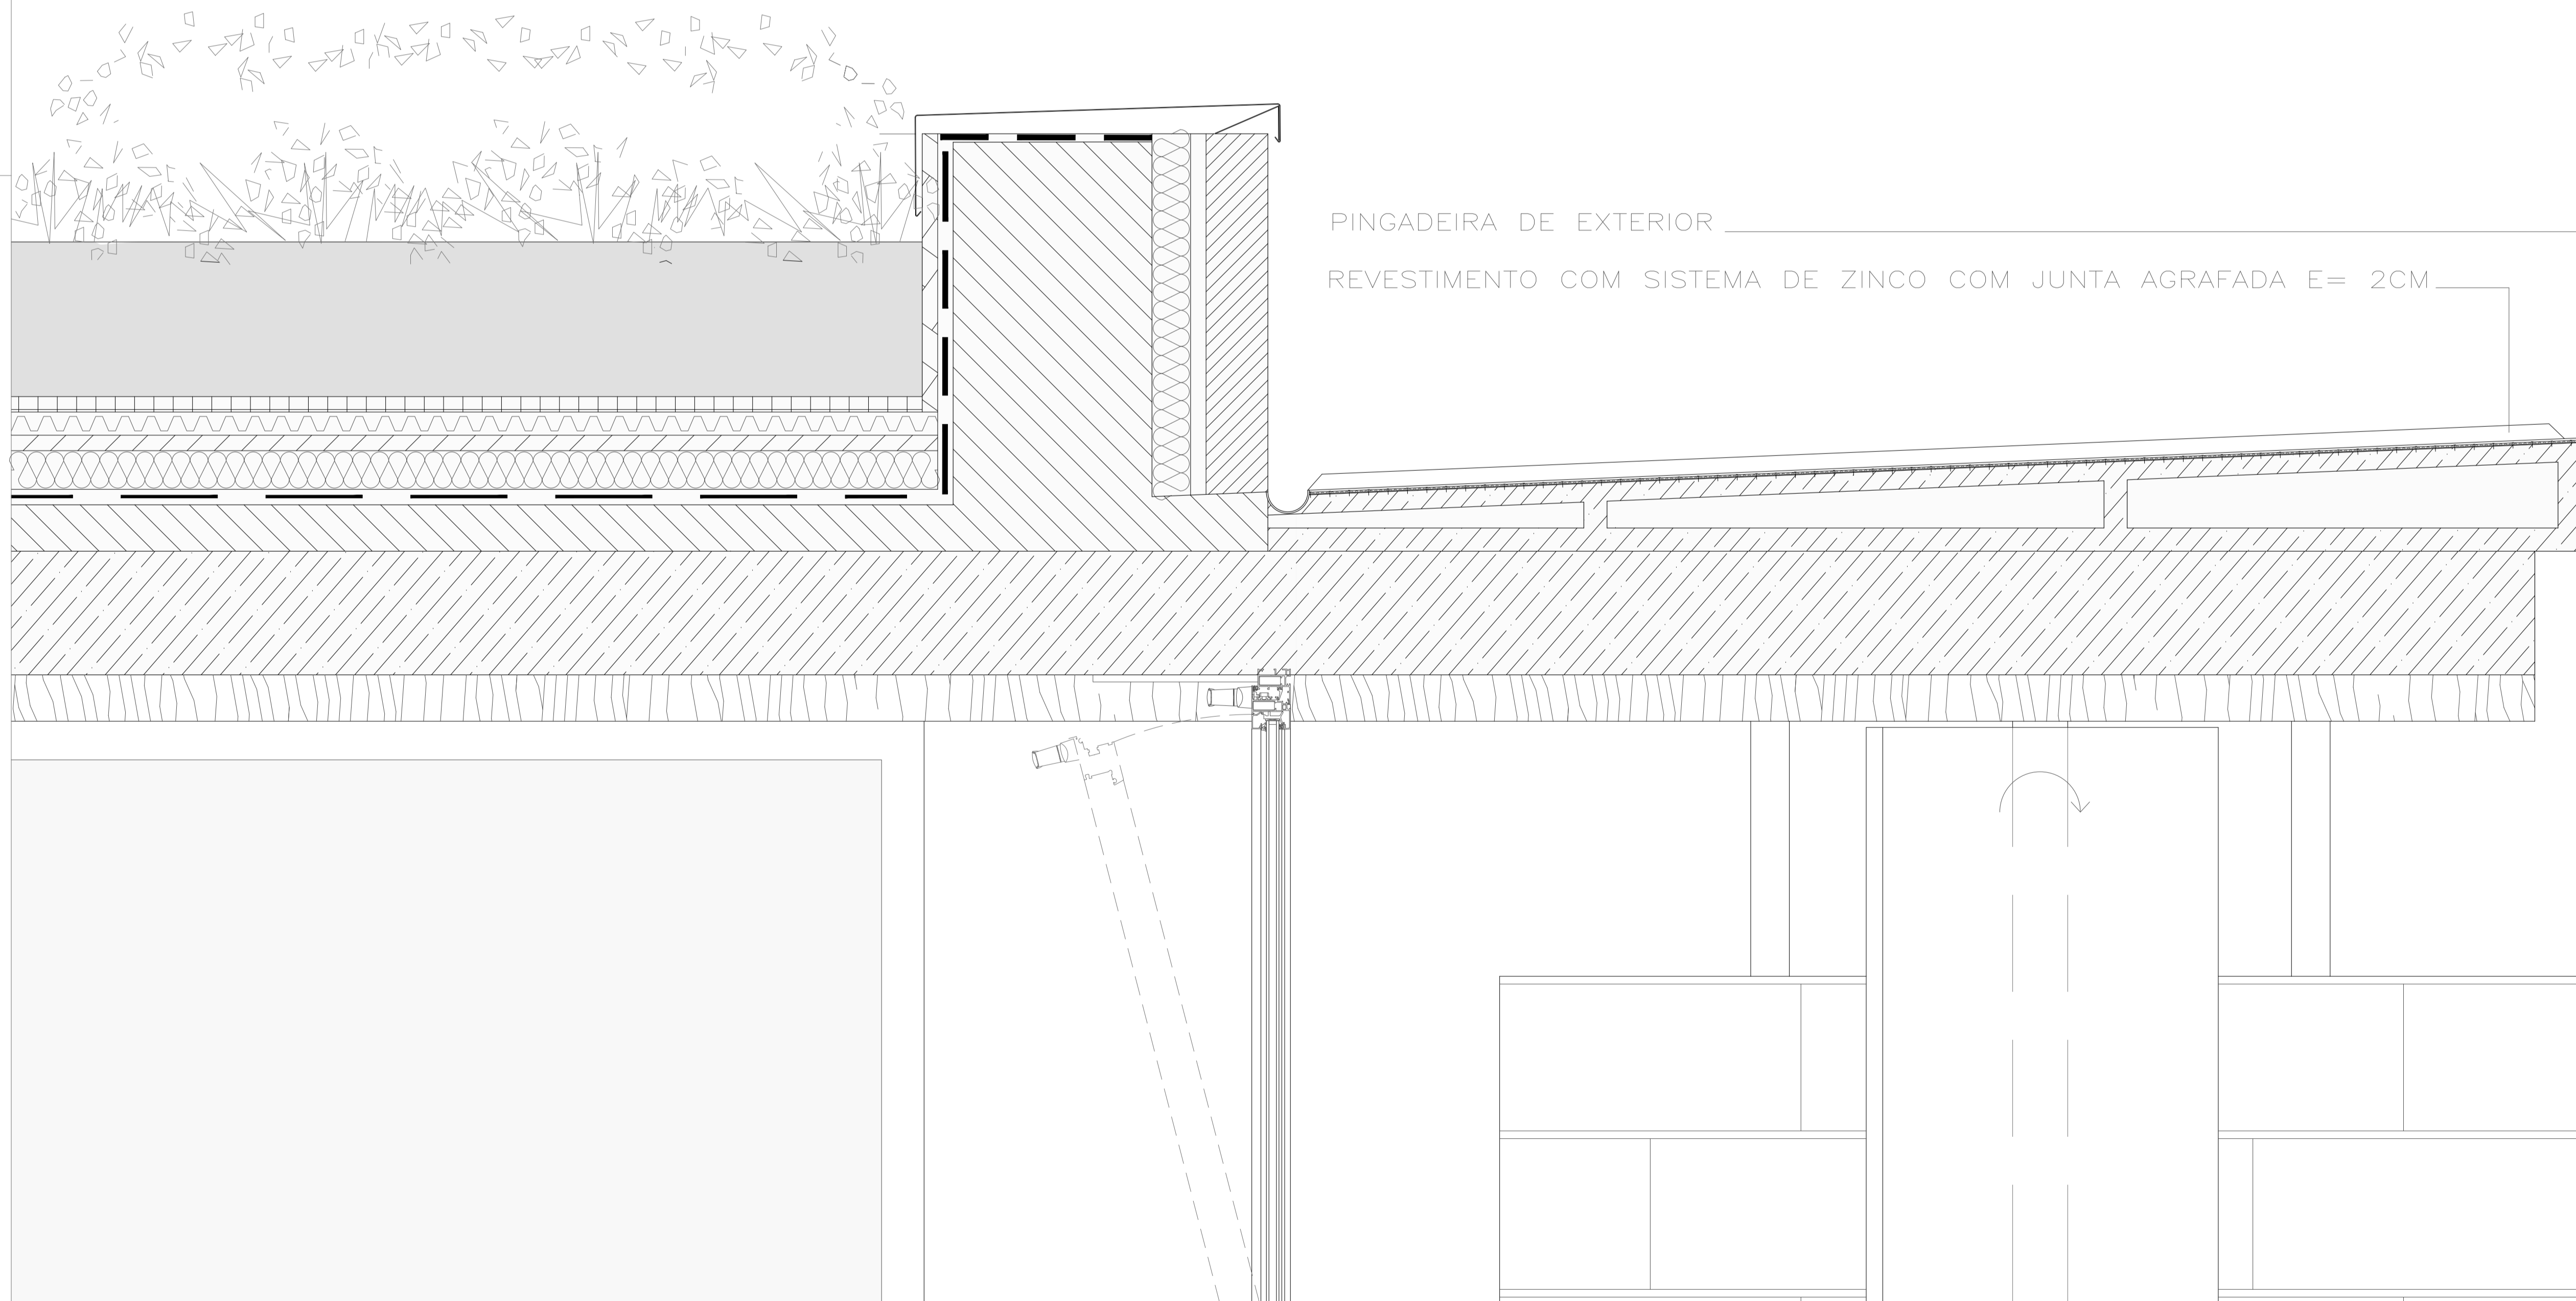 PINGADEIRA DE EXTERIOR
REVESTIMENTO COM SISTEMA DE ZINCO COM JUNTA AGRAFADA E= 2CM